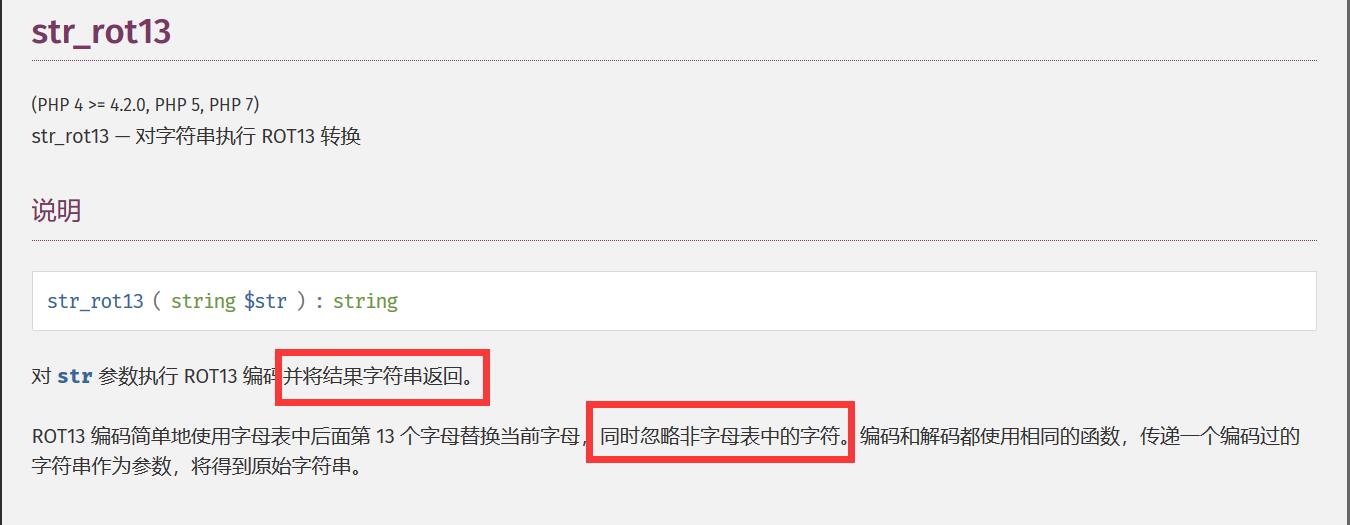 str_rot13
(PHP 4 >= 4.2.0, PHP 5, PHP 7)
str_rot13 — 对字符串执行 ROT13 转换
说明
str_rot13 ( string $str ) : string
对 str 参数执行 ROT13 编码并将结果字符串返回。
ROT13 编码简单地使用字母表中后面第 13 个字母替换当前字母，同时忽略非字母表中的字符。编码和解码都使用相同的函数，传递一个编码过的
字符串作为参数，将得到原始字符串。